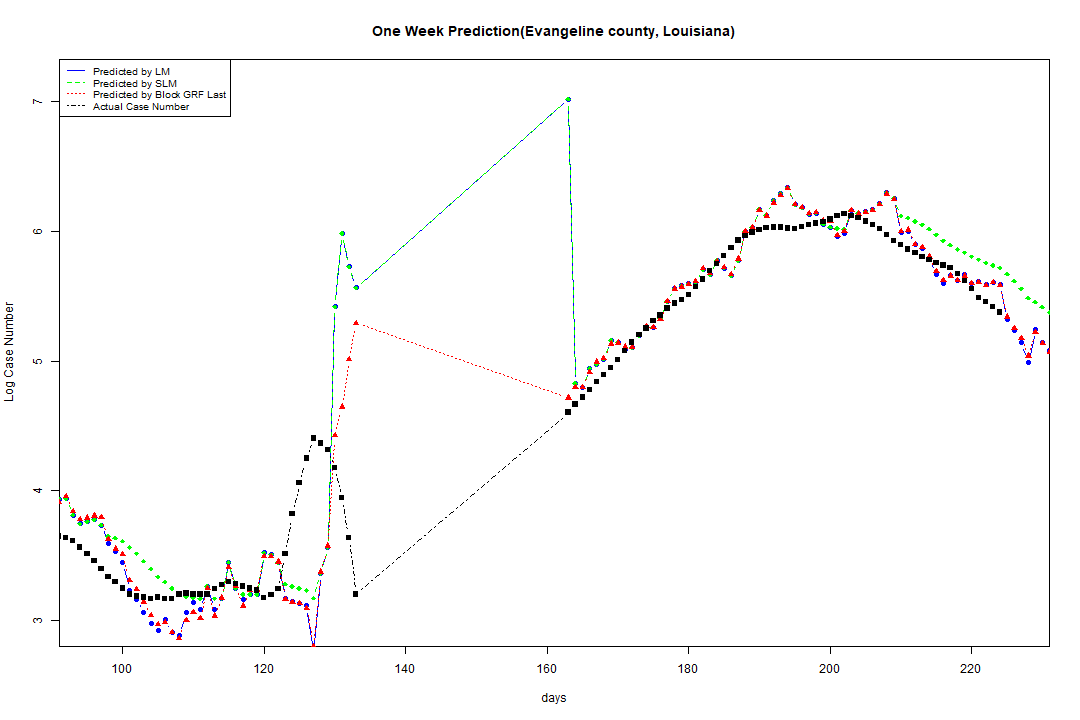 One Week Prediction(Evangeline county, Louisiana)
Predicted by LM
Predicted by SLM
Predicted by Block GRF Last
Actual Case Number
7
6
5
4
3
Log Case Number
100 120 140 160 180 200 220
days